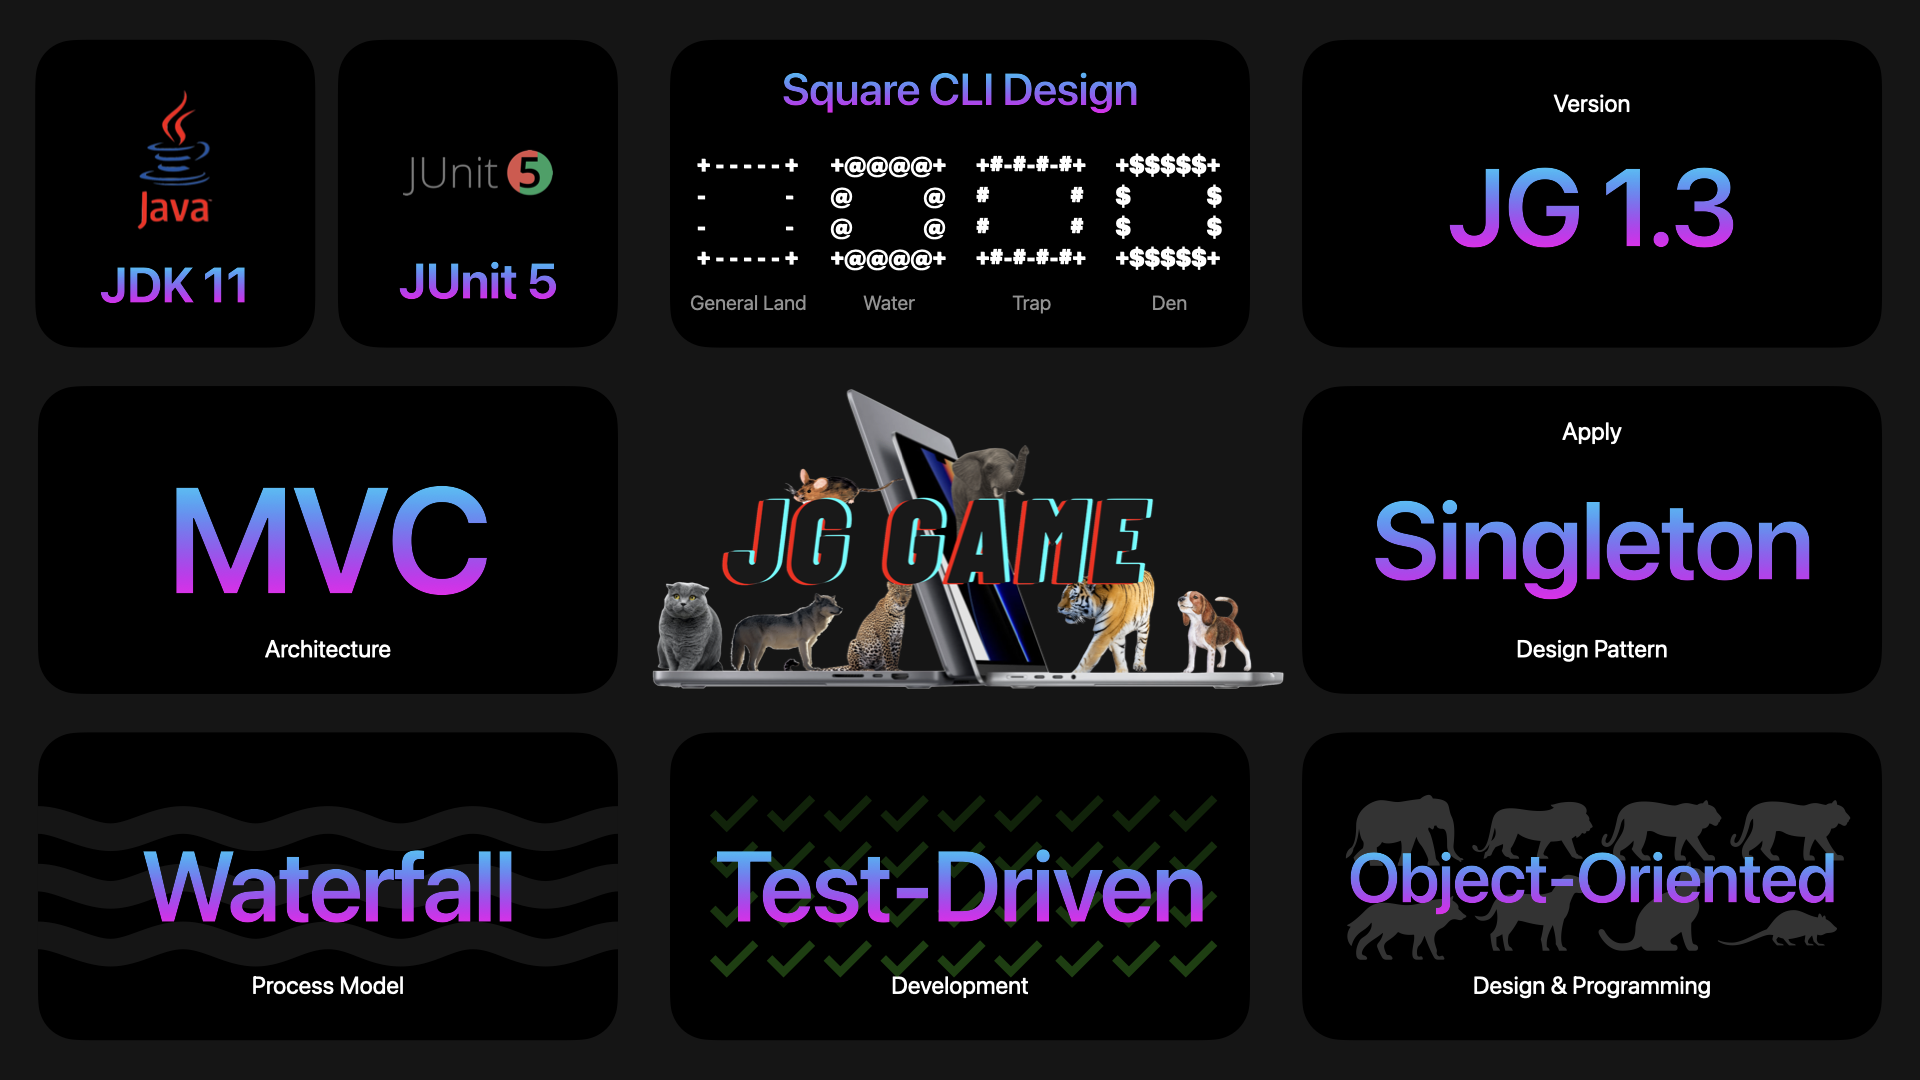 Java
JDK 11
JUnit 5
JUnit 5
Square CLI Design
+-----+ +@@@@+ +#-#-#-#+ +$$$$$+
- - @ @ # # $ $
- - @ @ # # $ $
+-----+ +@@@@+ +#-#-#-#+ +$$$$$+
General Land Water Trap Den
Version
JG 1.3
MVC
Architecture
JG GAME
Apply
Singleton
Design Pattern
Waterfall
Process Model
Test-Driven
Development
Object-Oriented
Design & Programming